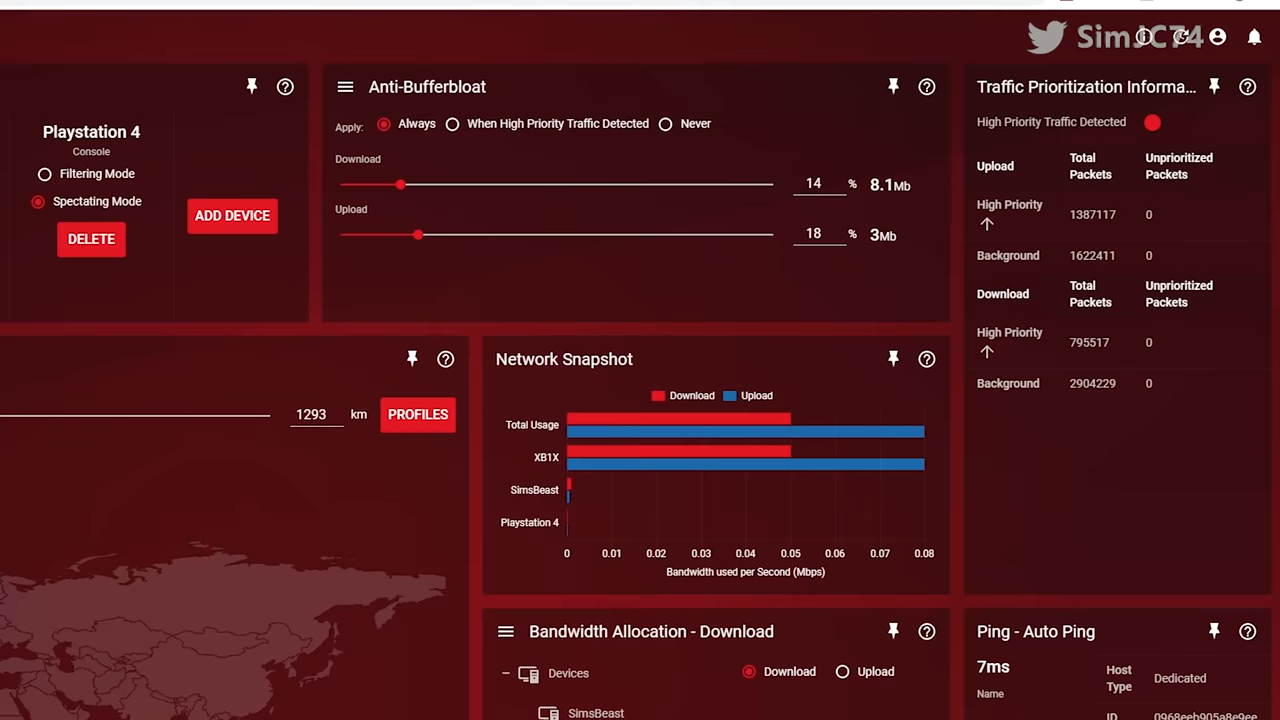 SimJC74
Playstation 4
Console
Filtering Mode
Spectating Mode
DELETE
ADD DEVICE
Anti-Bufferbloat
Apply: Always When High Priority Traffic Detected Never
Download
14 % 8.1Mb
Upload
18 % 3Mb
Traffic Prioritization Informa...
High Priority Traffic Detected
Upload Total Packets Unprioritized Packets
High Priority 1387117 0
Background 1622411 0
Download Total Packets Unprioritized Packets
High Priority 795517 0
Background 2904229 0
1293 km PROFILES
Network Snapshot
Download Upload
Total Usage
XB1X
SimsBeast
Playstation 4
0 0.01 0.02 0.03 0.04 0.05 0.06 0.07 0.08
Bandwidth used per Second (Mbps)
Bandwidth Allocation - Download
Devices Download Upload
SimsBeast
Ping - Auto Ping
7ms
Name
Host Type Dedicated
ID 0968eeb905a8e9ee